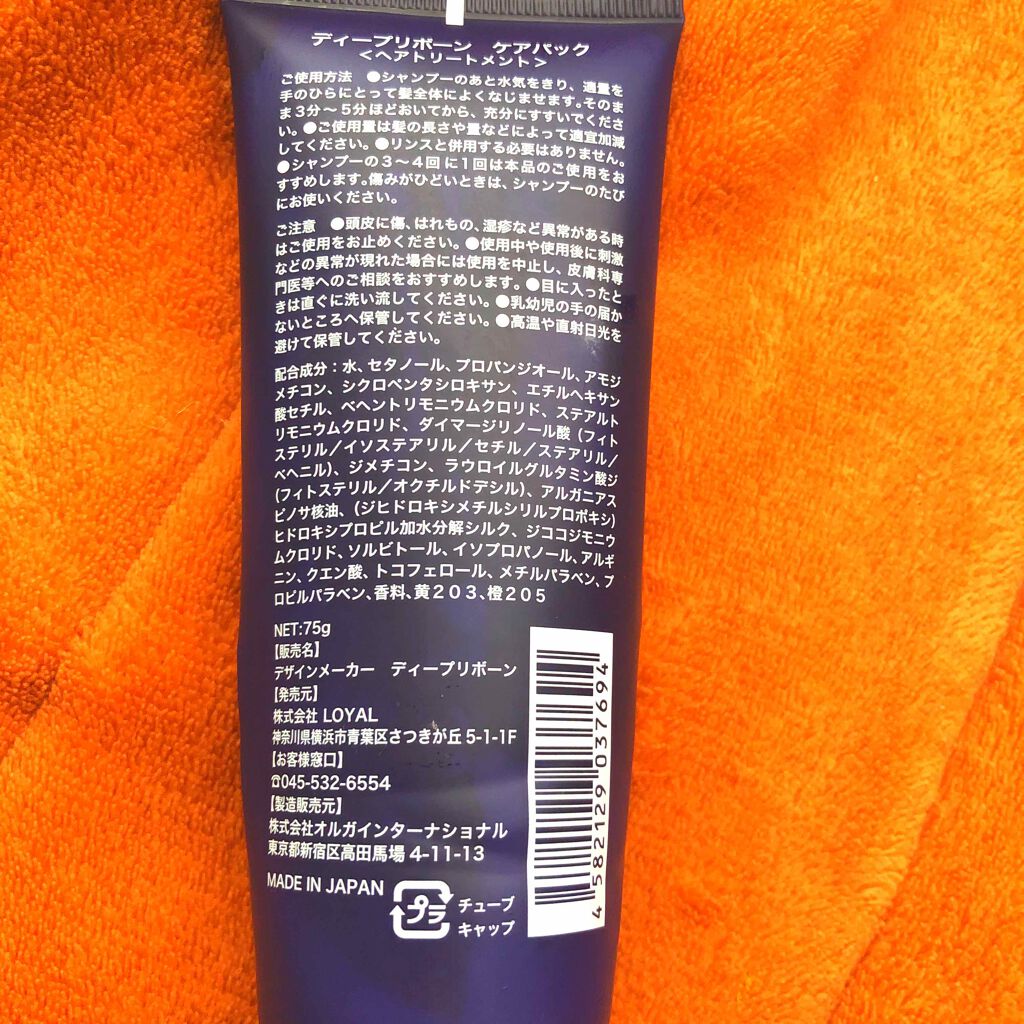 ディープリボーン ケアパック
<ヘアトリートメント>
ご使用方法 ●シャンプーのあと水気をきり、適量を
手のひらにとって髪全体によくなじませます。そのま
ま3分〜5分ほどおいてから、充分にすすいでくださ
い。●ご使用量は髪の長さや量などによって適宜加減
してください。●リンスと併用する必要はありません。
●シャンプーの3〜4回に1回は本品のご使用をお
すすめします。傷みがひどいときは、シャンプーのたび
にお使いください。
ご注意 ●頭皮に傷、はれもの、湿疹など異常がある時
はご使用をお止めください。●使用中や使用後に刺激
などの異常が現れた場合には使用を中止し、皮膚科専
門医等へのご相談をおすすめします。●目に入ったと
きは直ぐに洗い流してください。●乳幼児の手の届か
ないところへ保管してください。●高温や直射日光を
避けて保管してください。
配合成分：水、セタノール、プロパンジオール、アモジ
メチコン、シクロペンタシロキサン、エチルヘキサン
酸セチル、ベヘントリモニウムクロリド、ステアルト
リモニウムクロリド、ダイマージリノール酸(フィト
ステリル／イソステアリル／セチル／ステアリル／
ベヘニル)、ジメチコン、ラウロイルグルタミン酸ジ
(フィトステリル／オクチルドデシル)、アルガニアス
ピノサ核油、(ジヒドロキシメチルシリルプロポキシ)
ヒドロキシプロピル加水分解シルク、ジココジモニウ
ムクロリド、ソルビトール、イソプロパノール、アルギ
ニン、クエン酸、トコフェロール、メチルパラベン、プ
ロピルパラベン、香料、黄203、橙205
NET:75g
【販売名】
デザインメーカー ディープリボーン
【発売元】
株式会社 LOYAL
神奈川県横浜市青葉区さつきが丘 5-1-1F
【お客様窓口】
☎045-532-6554
【製造販売元】
株式会社オルガインターナショナル
東京都新宿区高田馬場 4-11-13
MADE IN JAPAN
プラ
チューブ
キャップ
4 582129 037694